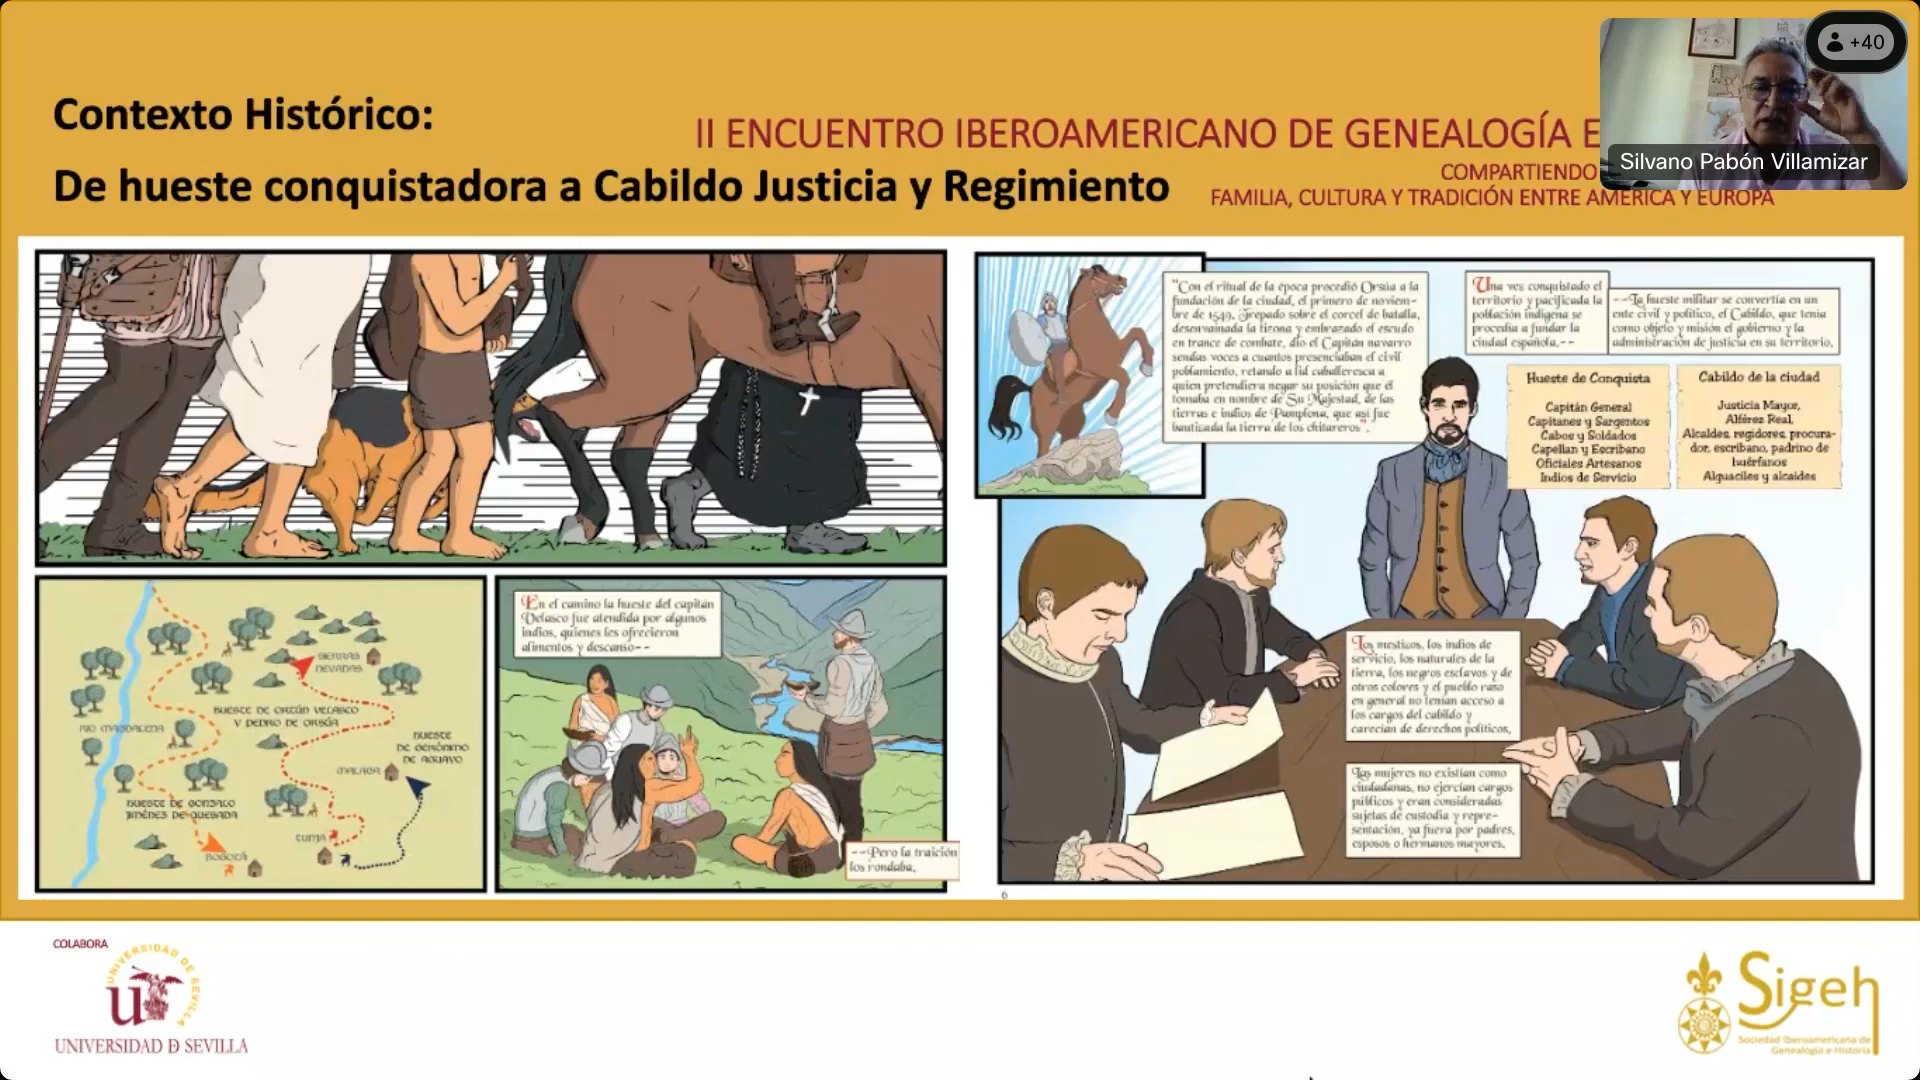 Contexto Histórico:
De hueste conquistadora a Cabildo Justicia y Regimiento
II ENCUENTRO IBEROAMERICANO DE GENEALOGÍA E
COMPARTIENDO
FAMILIA, CULTURA Y TRADICIÓN ENTRE AMÉRICA Y EUROPA
+40
Silvano Pabón Villamizar
RIO MAGDALENA
SIERRAS
NEVADAS
HUESTE DE ORTÚN VELASCO
Y PEDRO DE ORSÚA
HUESTE
DE GERÓNIMO
DE AGUAYO
MALAGA
HUESTE DE GONZALO
JIMÉNEZ DE QUESADA
TUNJA
BOGOTÁ
En el camino la hueste del capitán
Velasco fue atendida por algunos
indios, quienes les ofrecieron
alimentos y descanso--
--Pero la traición
los rondaba.
"Con el ritual de la época procedió Orsúa a la
fundación de la ciudad, el primero de noviem-
bre de 1549. Trepado sobre el corcel de batalla,
desenvainada la tizona y embrazado el escudo
en trance de combate, dio el Capitán navarro
sendas voces a cuantos presenciaban el civil
poblamiento, retando a lid caballeresca a
quien pretendiera negar su posición que él
tomaba en nombre de Su Majestad, de las
tierras e indios de Pamplona, que así fue
bautizada la tierra de los chitareros".
Una vez conquistado el
territorio y pacificada la
población indígena se
procedía a fundar la
ciudad española.--
--La hueste militar se convertía en un
ente civil y político, el Cabildo, que tenía
como objeto y misión el gobierno y la
administración de justicia en su territorio.
Hueste de Conquista
Capitán General
Capitanes y Sargentos
Cabos y Soldados
Capellan y Escribano
Oficiales Artesanos
Indios de Servicio
Cabildo de la ciudad
Justicia Mayor,
Alférez Real,
Alcaldes, regidores, procura-
dor, escribano, padrino de
huérfanos
Alguaciles y alcaides
Los mestizos, los indios de
servicio, los naturales de la
tierra, los negros esclavos y de
otros colores y el pueblo raso
en general no tenían acceso a
los cargos del cabildo y
carecían de derechos políticos.
Las mujeres no existían como
ciudadanas, no ejercían cargos
públicos y eran consideradas
sujetas de custodia y repre-
sentación, ya fuera por padres,
esposos o hermanos mayores.
6
COLABORA
UNIVERSIDAD DE SEVILLA
U
UNIVERSIDAD D SEVILLA
Sigeh
Sociedad Iberoamericana de
Genealogía e Historia